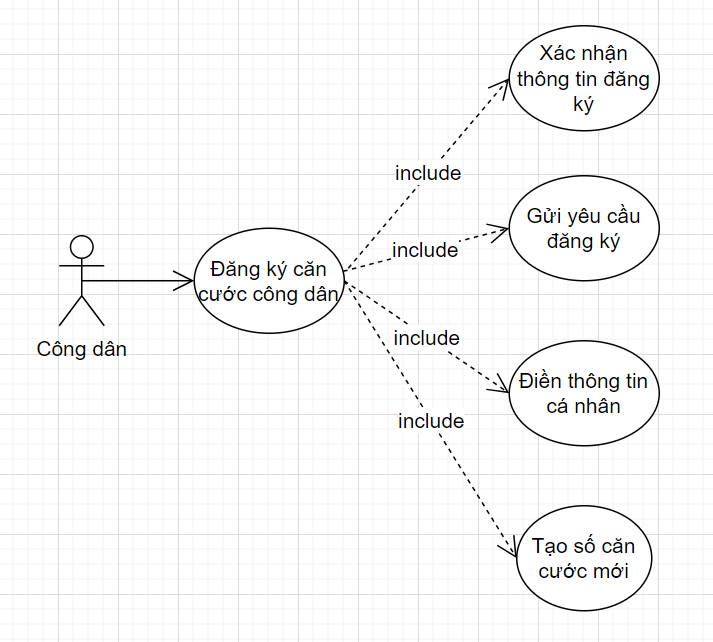 Xác nhận
thông tin đăng
ký
include
Gửi yêu cầu
đăng ký
include
Đăng ký căn
cước công dân
Công dân
include
Điền thông tin
cá nhân
include
Tạo số căn
cước mới